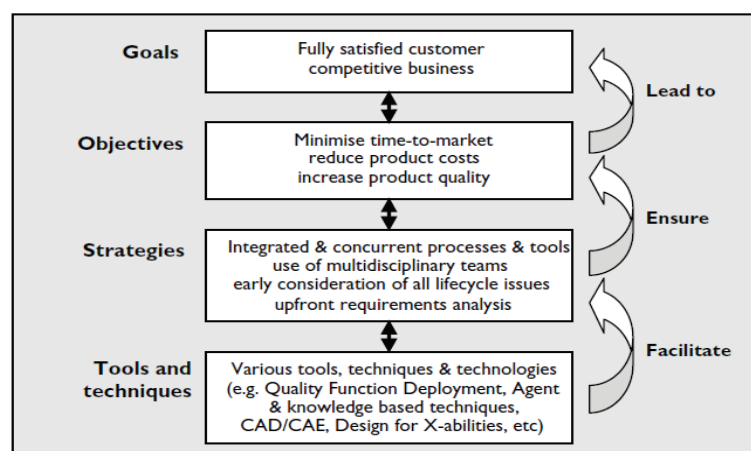 Goals
Fully satisfied customer
competitive business
Lead to
Objectives
Minimise time-to-market
reduce product costs
increase product quality
Ensure
Strategies
Integrated & concurrent processes & tools
use of multidisciplinary teams
early consideration of all lifecycle issues
upfront requirements analysis
Facilitate
Tools and
techniques
Various tools, techniques & technologies
(e.g. Quality Function Deployment, Agent
& knowledge based techniques,
CAD/CAE, Design for X-abilities, etc)